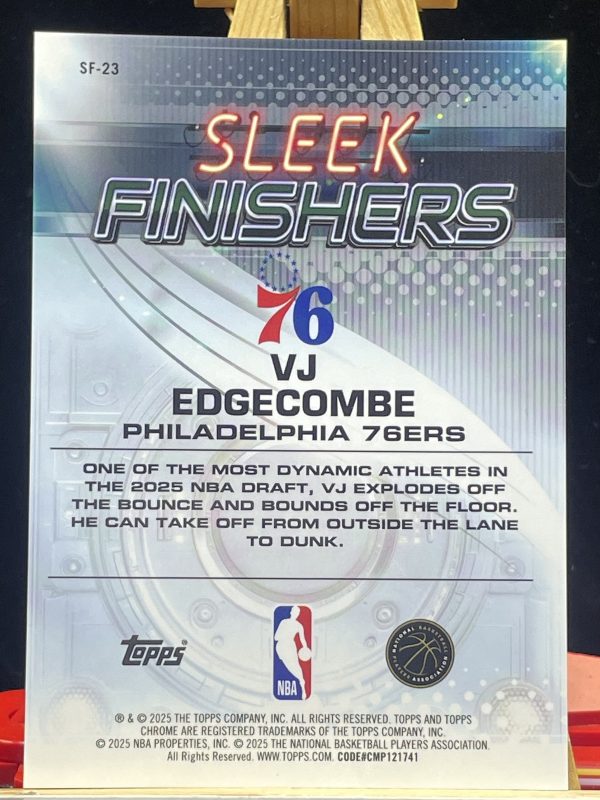 SF-23
SLEEK
FINISHERS
76
VJ
EDGECOMBE
PHILADELPHIA 76ERS
ONE OF THE MOST DYNAMIC ATHLETES IN
THE 2025 NBA DRAFT, VJ EXPLODES OFF
THE BOUNCE AND BOUNDS OFF THE FLOOR.
HE CAN TAKE OFF FROM OUTSIDE THE LANE
TO DUNK.
TOPPS®
NBA
NATIONAL BASKETBALL PLAYERS ASSOCIATION
® & © 2025 THE TOPPS COMPANY, INC. ALL RIGHTS RESERVED. TOPPS AND TOPPS
CHROME ARE REGISTERED TRADEMARKS OF THE TOPPS COMPANY, INC.
© 2025 NBA PROPERTIES, INC. © 2025 THE NATIONAL BASKETBALL PLAYERS ASSOCIATION.
All Rights Reserved. WWW.TOPPS.COM. CODE#CMP121741